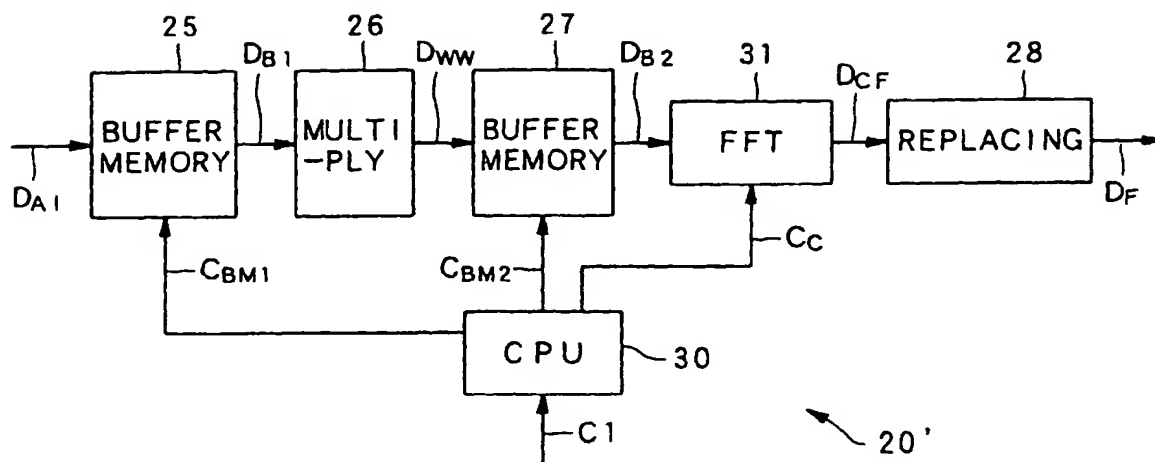 25
26
27
31
28
DB1
DWW
DB2
DCF
BUFFER
MEMORY
MULTI
-PLY
BUFFER
MEMORY
FFT
REPLACING
DA1
DF
CBM1
CBM2
CC
CPU
30
C1
20'